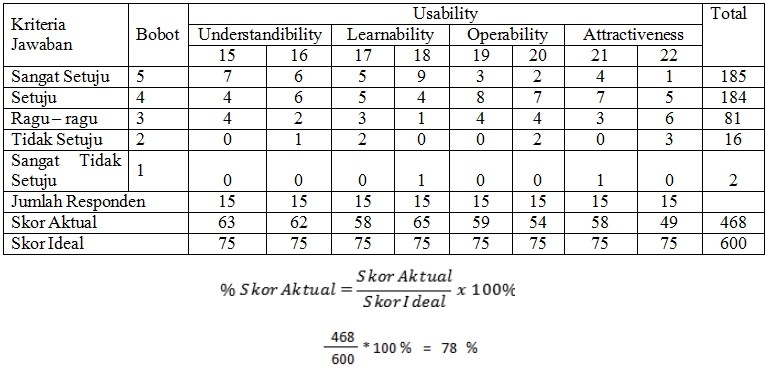 Kriteria Jawaban Bobot Usability Total
Understandibility Learnability Operability Attractiveness
15 16 17 18 19 20 21 22
Sangat Setuju 5 7 6 5 9 3 2 4 1 185
Setuju 4 4 6 5 4 8 7 7 5 184
Ragu – ragu 3 4 2 3 1 4 4 3 6 81
Tidak Setuju 2 0 1 2 0 0 2 0 3 16
Sangat Tidak Setuju 1 0 0 0 1 0 0 1 0 2
Jumlah Responden 15 15 15 15 15 15 15 15
Skor Aktual 63 62 58 65 59 54 58 49 468
Skor Ideal 75 75 75 75 75 75 75 75 600
% Skor Aktual = Skor Aktual / Skor Ideal x 100%
468 / 600 * 100 % = 78 %